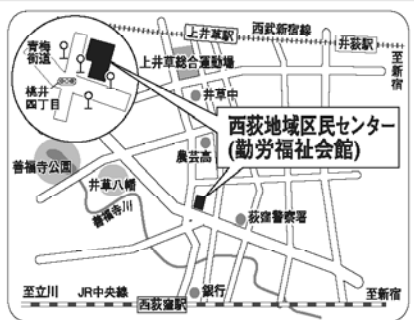 上井草駅
西武新宿線
井荻駅
至新宿
青梅
街道
桃井
四丁目
上井草総合運動場
井草中
西荻地域区民センター
(勤労福祉会館)
農芸高
善福寺公園
井草八幡
善福寺川
荻窪警察署
銀行
至立川
JR中央線
西荻窪駅
至新宿